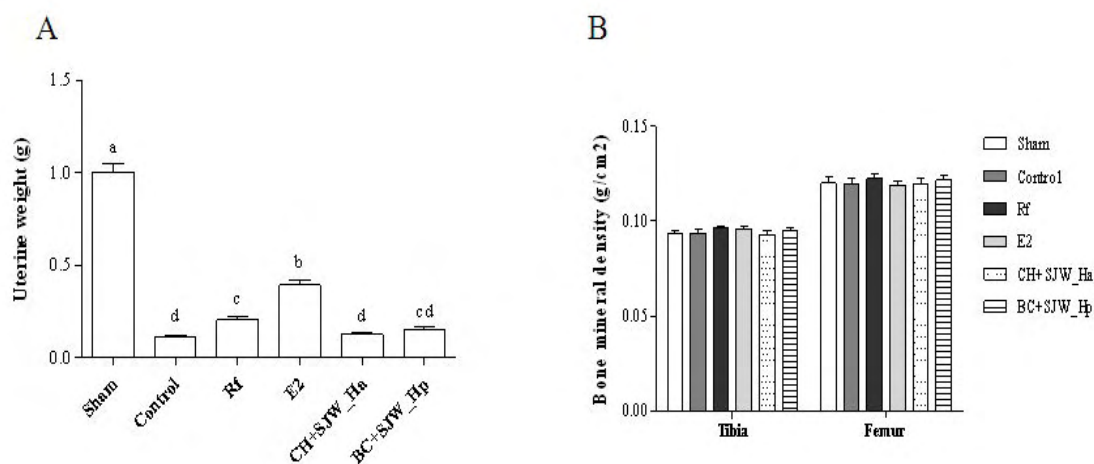 A
B
Uterine weight (g)
1.5
1.0
0.5
0.0
a
d
c
b
d
cd
Sham
Control
Rf
E2
CH+SJW_Ha
BC+SJW_Hp
Bone mineral density (g/cm2)
0.15
0.10
0.05
0.00
Tibia
Femur
Sham
Control
Rf
E2
CH+SJW_Ha
BC+SJW_Hp